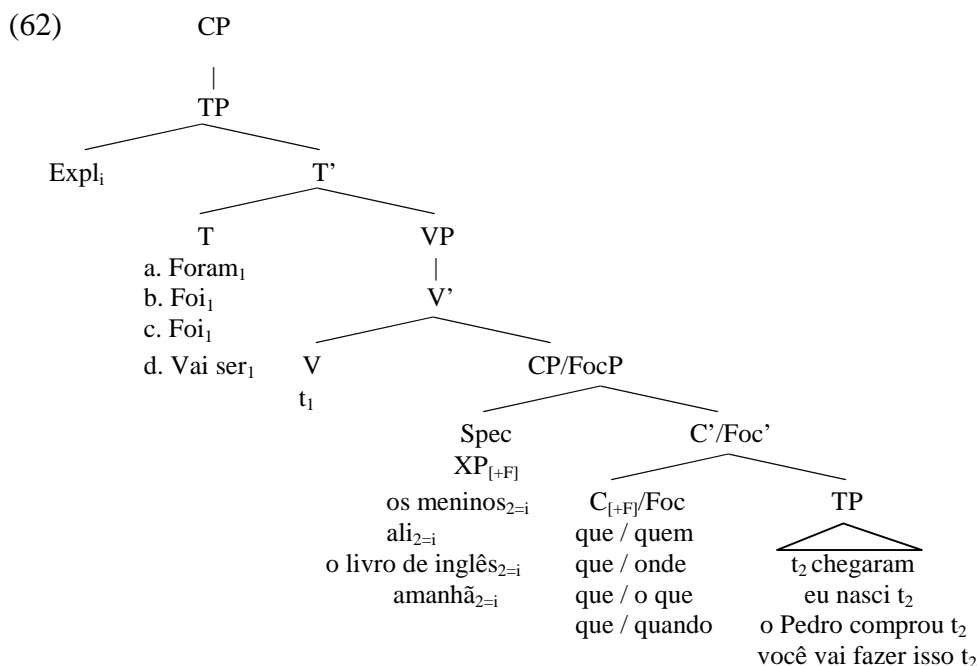 (62) CP
|
TP
Expl_i T’
T VP
a. Foram_1 |
b. Foi_1 V’
c. Foi_1
d. Vai ser_1 V CP/FocP
t_1
Spec C’/Foc’
XP_[+F]
os meninos_2=i C_[+F]/Foc TP
ali_2=i que / quem
o livro de inglês_2=i que / onde t_2 chegaram
amanhã_2=i que / o que eu nasci t_2
que / quando o Pedro comprou t_2
você vai fazer isso t_2